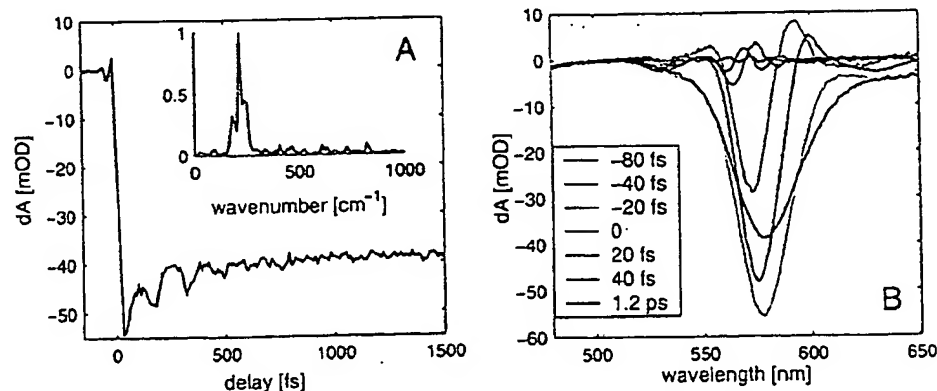 A
10
0
−10
−20
−30
−40
−50
dA [mOD]
0
500
1000
1500
delay [fs]
1
0.5
0
0
500
1000
wavenumber [cm⁻¹]
B
10
0
−10
−20
−30
−40
−50
−60
dA [mOD]
500
550
600
650
wavelength [nm]
−80 fs
−40 fs
−20 fs
0
20 fs
40 fs
1.2 ps